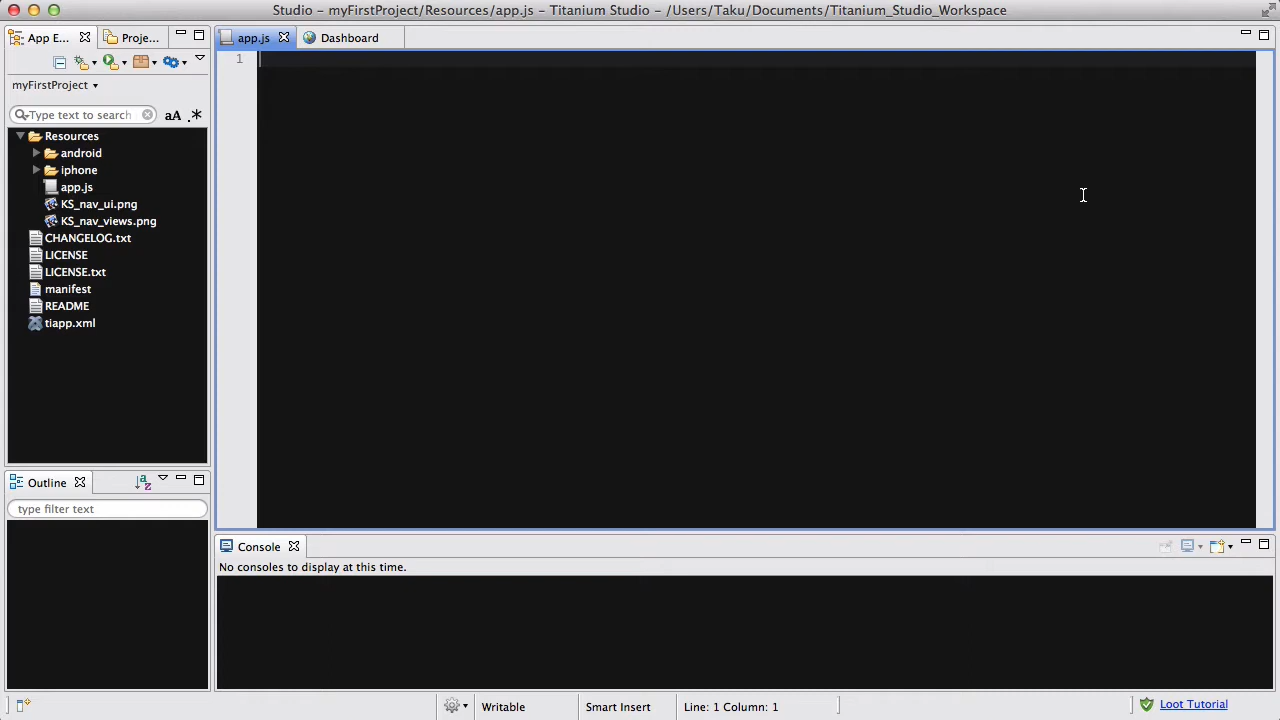 Studio – myFirstProject/Resources/app.js – Titanium Studio – /Users/Talu/Documents/Titanium_Studio_Workspace
App E...
Proje...
app.js
Dashboard
myFirstProject
Type text to search
aA .*
1
Resources
android
iphone
app.js
KS_nav_ui.png
KS_nav_views.png
CHANGELOG.txt
LICENSE
LICENSE.txt
manifest
README
tiapp.xml
Outline
type filter text
Console
No consoles to display at this time.
Writable
Smart Insert
Line: 1 Column: 1
Loot Tutorial